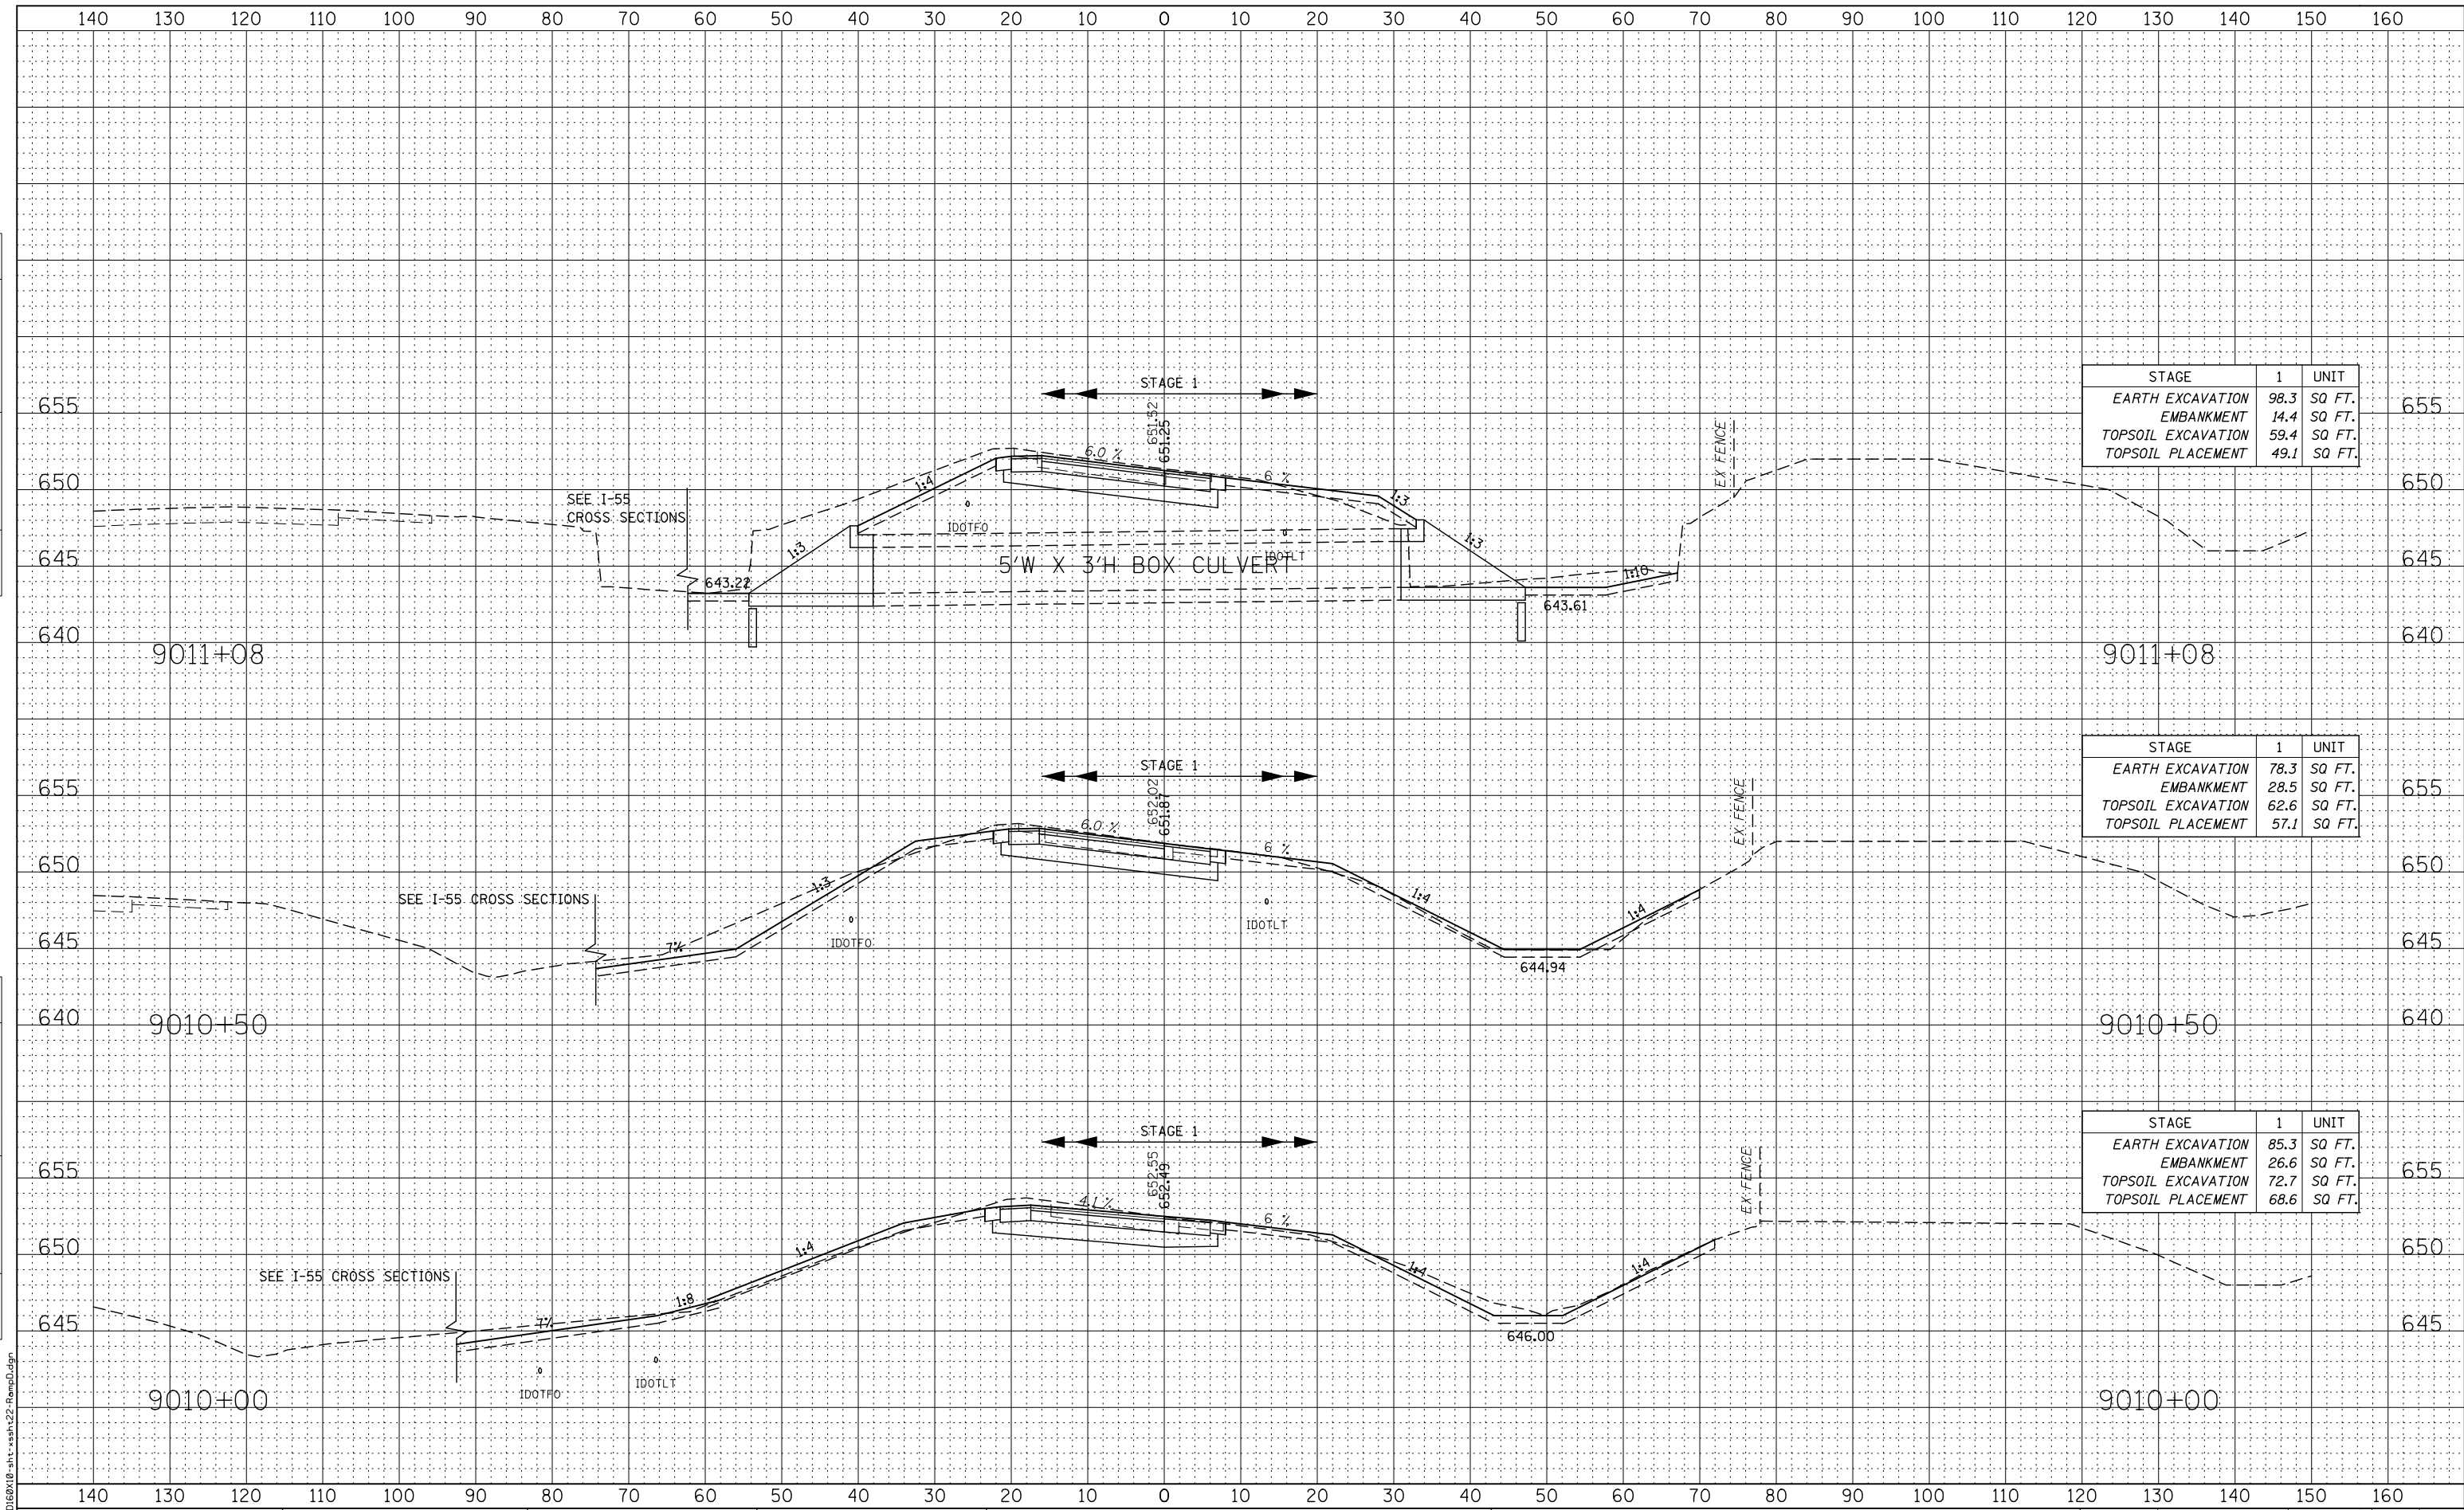 140 130 120 110 100 90 80 70 60 50 40 30 20 10 0 10 20 30 40 50 60 70 80 90 100 110 120 130 140 150 160
STAGE 1 UNIT
EARTH EXCAVATION 98.3 SQ FT.
EMBANKMENT 14.4 SQ FT.
TOPSOIL EXCAVATION 59.4 SQ FT.
TOPSOIL PLACEMENT 49.1 SQ FT.
STAGE 1
655 655
651.52
651.25
EX FENCE
6.0 %
6 %
1:4
1:3
650 650
SEE I-55
CROSS SECTIONS
IDOTFO
IDOTLT
1:3
1:3
645 645
5'W X 3'H BOX CULVERT
1:10
643.22
643.61
640 640
9011+08 9011+08
STAGE 1 UNIT
EARTH EXCAVATION 78.3 SQ FT.
EMBANKMENT 28.5 SQ FT.
TOPSOIL EXCAVATION 62.6 SQ FT.
TOPSOIL PLACEMENT 57.1 SQ FT.
STAGE 1
655 655
652.02
651.87
EX FENCE
6.0 %
6 %
650 650
1:3
1:4
1:4
SEE I-55 CROSS SECTIONS
IDOTFO
IDOTLT
7%
645 645
644.94
640 640
9010+50 9010+50
STAGE 1 UNIT
EARTH EXCAVATION 85.3 SQ FT.
EMBANKMENT 26.6 SQ FT.
TOPSOIL EXCAVATION 72.7 SQ FT.
TOPSOIL PLACEMENT 68.6 SQ FT.
STAGE 1
655 655
652.55
652.49
EX FENCE
4.1 %
6 %
650 650
1:4
1:4
1:4
SEE I-55 CROSS SECTIONS
1:8
7%
645 645
646.00
IDOTFO
IDOTLT
9010+00 9010+00
D160X10-sht-xssht22-RampD.dgn
140 130 120 110 100 90 80 70 60 50 40 30 20 10 0 10 20 30 40 50 60 70 80 90 100 110 120 130 140 150 160